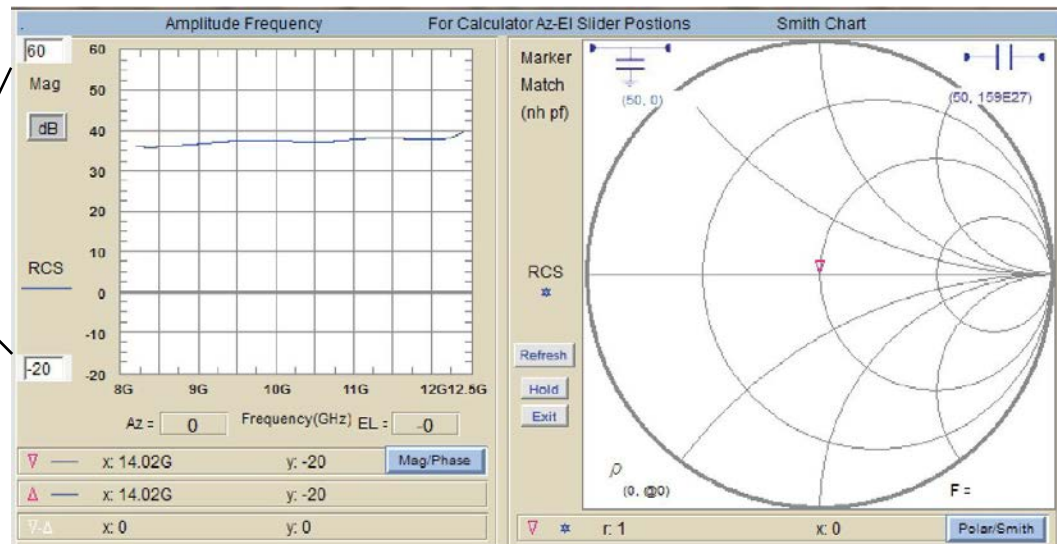 Amplitude Frequency For Calculator Az-El Slider Postions Smith Chart
60
Mag
dB
RCS
-20
60
50
40
30
20
10
0
-10
-20
8G 9G 10G 11G 12G12.5G
Az = 0 Frequency(GHz) EL = -0
x: 14.02G y: -20 Mag/Phase
x: 14.02G y: -20
∇-Δ x: 0 y: 0
Marker
Match
(nh pf)
RCS
Refresh
Hold
Exit
(50, 0)
(50, 159E27)
ρ
(0, @0)
F =
r: 1 x: 0 Polar/Smith